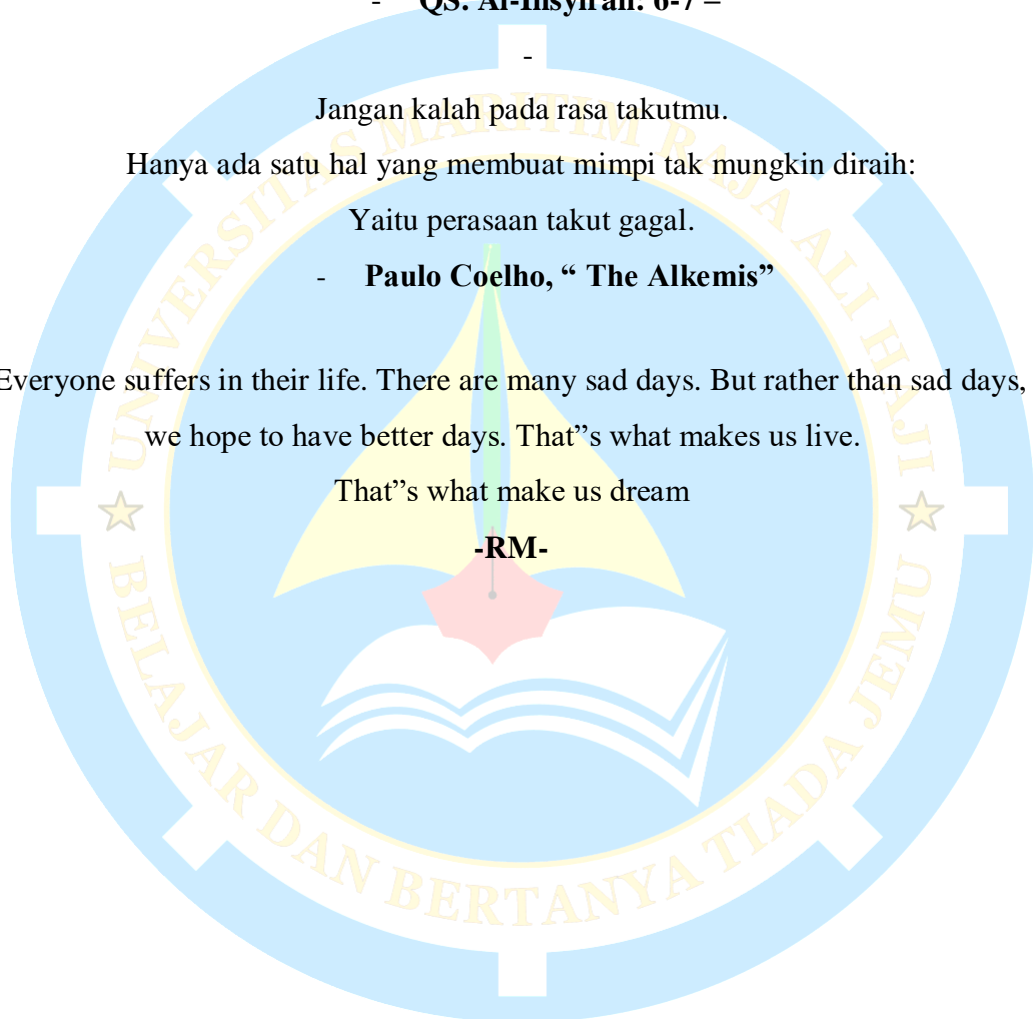 - QS. Al-Insyirah: 6-7 –
-
Jangan kalah pada rasa takutmu.
Hanya ada satu hal yang membuat mimpi tak mungkin diraih:
Yaitu perasaan takut gagal.
- Paulo Coelho, “ The Alkemis”
Everyone suffers in their life. There are many sad days. But rather than sad days,
we hope to have better days. That”s what makes us live.
That”s what make us dream
-RM-
UNIVERSITAS MARITIM RAJA ALI HAJI
BELAJAR DAN BERTANYA TIADA JEMU